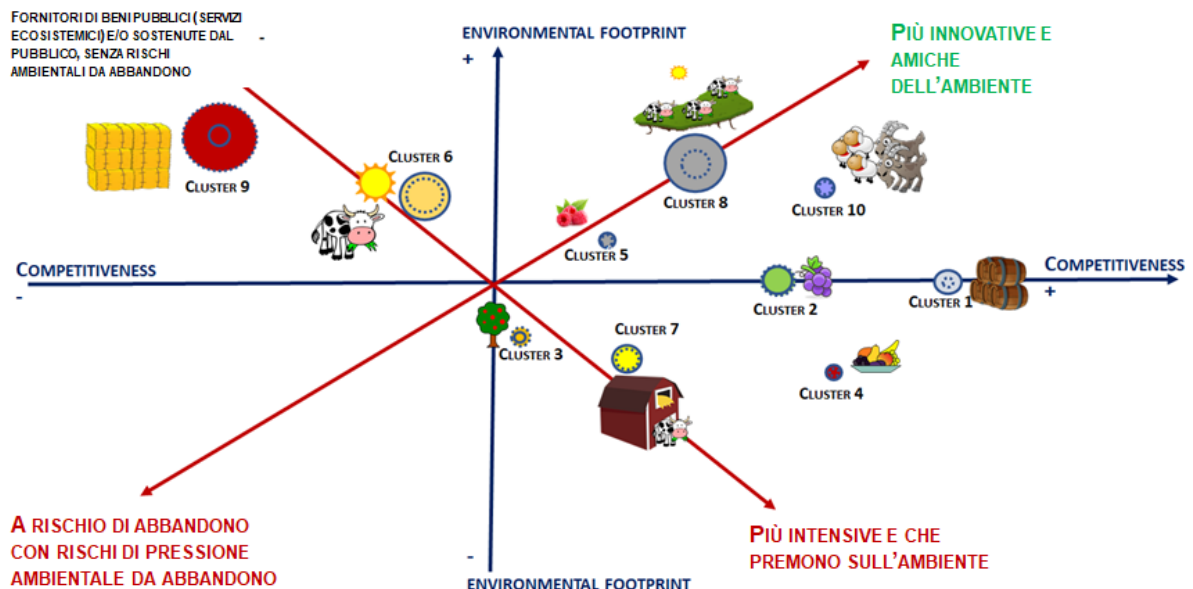 FORNITORI DI BENI PUBBLICI (SERVIZI
ECOSISTEMICI) E/O SOSTENUTE DAL
PUBBLICO, SENZA RISCHI
AMBIENTALI DA ABBANDONO
-
ENVIRONMENTAL FOOTPRINT
+
PIÙ INNOVATIVE E
AMICHE
DELL'AMBIENTE
CLUSTER 9
CLUSTER 6
CLUSTER 8
CLUSTER 10
CLUSTER 5
COMPETITIVENESS
-
COMPETITIVENESS
+
CLUSTER 2
CLUSTER 1
CLUSTER 3
CLUSTER 7
CLUSTER 4
A RISCHIO DI ABBANDONO
CON RISCHI DI PRESSIONE
AMBIENTALE DA ABBANDONO
PIÙ INTENSIVE E CHE
PREMONO SULL'AMBIENTE
-
ENVIRONMENTAL FOOTPRINT